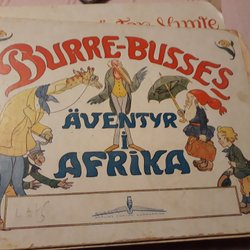 BURRE-BUSSES
ÄVENTYR
i
AFRIKA